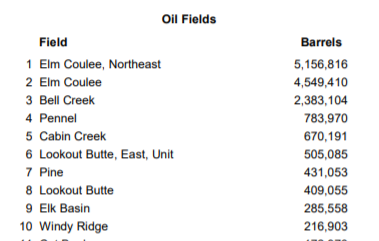 Oil Fields
Field Barrels
1 Elm Coulee, Northeast 5,156,816
2 Elm Coulee 4,549,410
3 Bell Creek 2,383,104
4 Pennel 783,970
5 Cabin Creek 670,191
6 Lookout Butte, East, Unit 505,085
7 Pine 431,053
8 Lookout Butte 409,055
9 Elk Basin 285,558
10 Windy Ridge 216,903